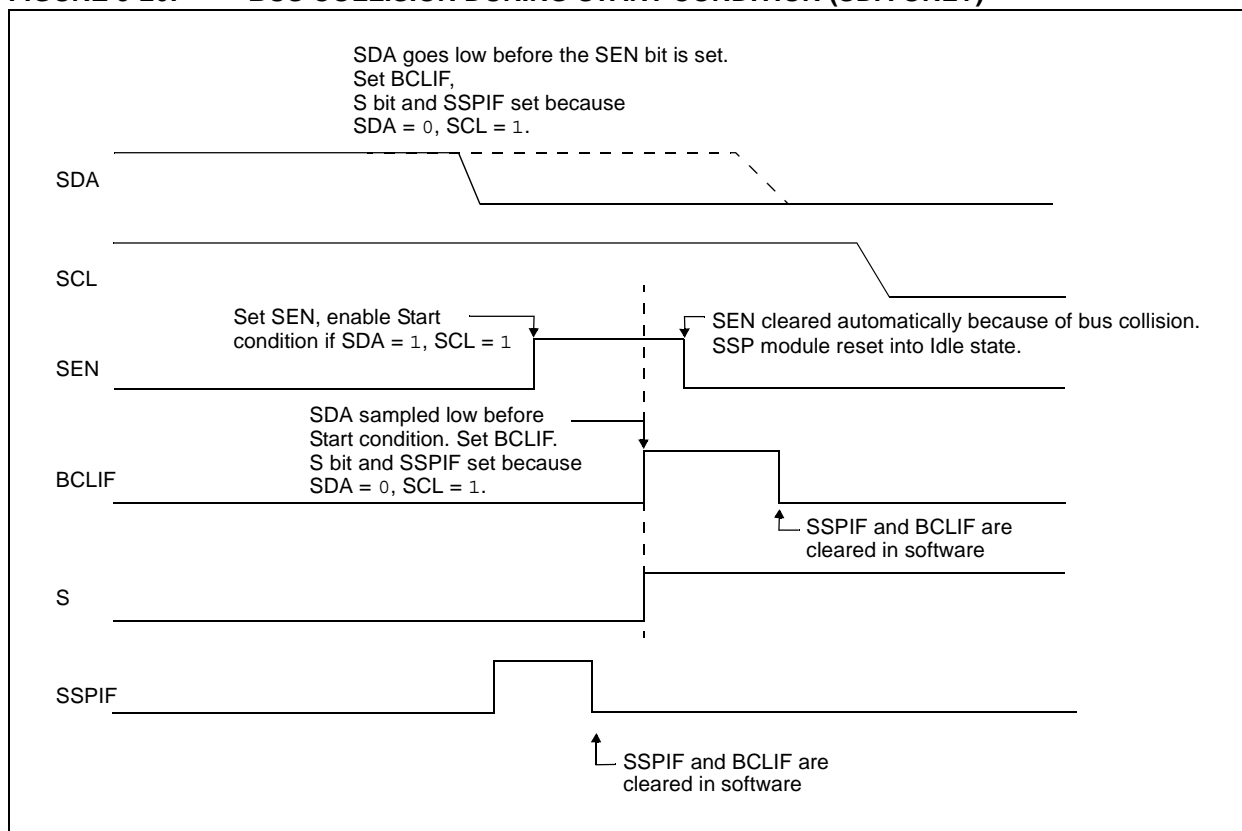 SDA goes low before the SEN bit is set.
Set BCLIF,
S bit and SSPIF set because
SDA = 0, SCL = 1.
SDA
SCL
Set SEN, enable Start
condition if SDA = 1, SCL = 1
SEN cleared automatically because of bus collision.
SSP module reset into Idle state.
SEN
SDA sampled low before
Start condition. Set BCLIF.
S bit and SSPIF set because
SDA = 0, SCL = 1.
BCLIF
SSPIF and BCLIF are
cleared in software
S
SSPIF
SSPIF and BCLIF are
cleared in software